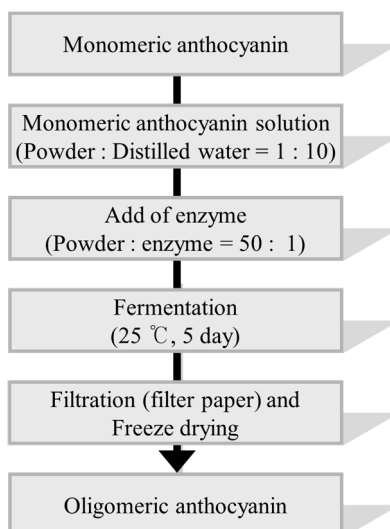 Monomeric anthocyanin
Monomeric anthocyanin solution
(Powder : Distilled water = 1 : 10)
Add of enzyme
(Powder : enzyme = 50 : 1)
Fermentation
(25 ℃, 5 day)
Filtration (filter paper) and
Freeze drying
Oligomeric anthocyanin